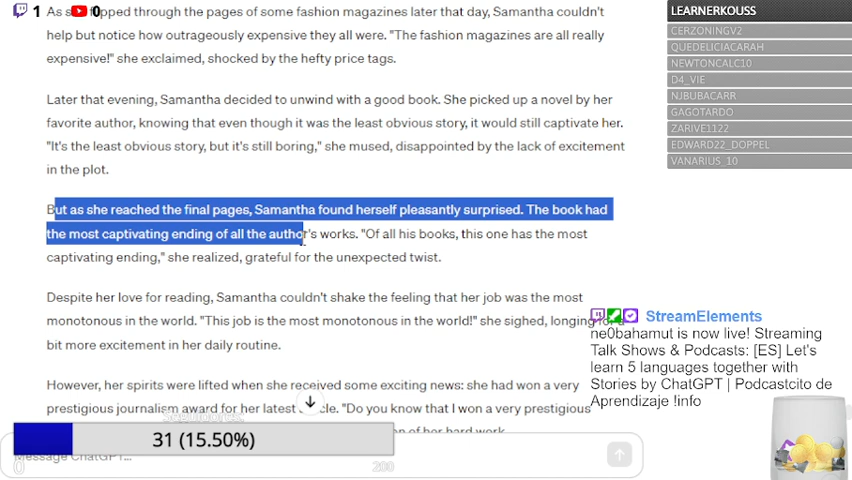 1
0
As s
pped through the pages of some fashion magazines later that day, Samantha couldn't
help but notice how outrageously expensive they all were. "The fashion magazines are all really
expensive!" she exclaimed, shocked by the hefty price tags.
Later that evening, Samantha decided to unwind with a good book. She picked up a novel by her
favorite author, knowing that even though it was the least obvious story, it would still captivate her.
"It's the least obvious story, but it's still boring," she mused, disappointed by the lack of excitement
in the plot.
But as she reached the final pages, Samantha found herself pleasantly surprised. The book had
the most captivating ending of all the author's works. "Of all his books, this one has the most
captivating ending," she realized, grateful for the unexpected twist.
Despite her love for reading, Samantha couldn't shake the feeling that her job was the most
monotonous in the world. "This job is the most monotonous in the world!" she sighed, longing for a
bit more excitement in her daily routine.
However, her spirits were lifted when she received some exciting news: she had won a very
prestigious journalism award for her latest article. "Do you know that I won a very prestigious
of her hard work
31 (15.50%)
Message ChatGPT...
0
200
LEARNERKOUSS
CERZONINGV2
QUEDELICIACARAH
NEWTONCALC10
D4_VIE
NJBUBACARR
GAGOTARDO
ZARIVE1122
EDWARD22_DOPPEL
VANARIUS_10
StreamElements
ne0bahamut is now live! Streaming
Talk Shows & Podcasts: [ES] Let's
learn 5 languages together with
Stories by ChatGPT | Podcastcito de
Aprendizaje !info